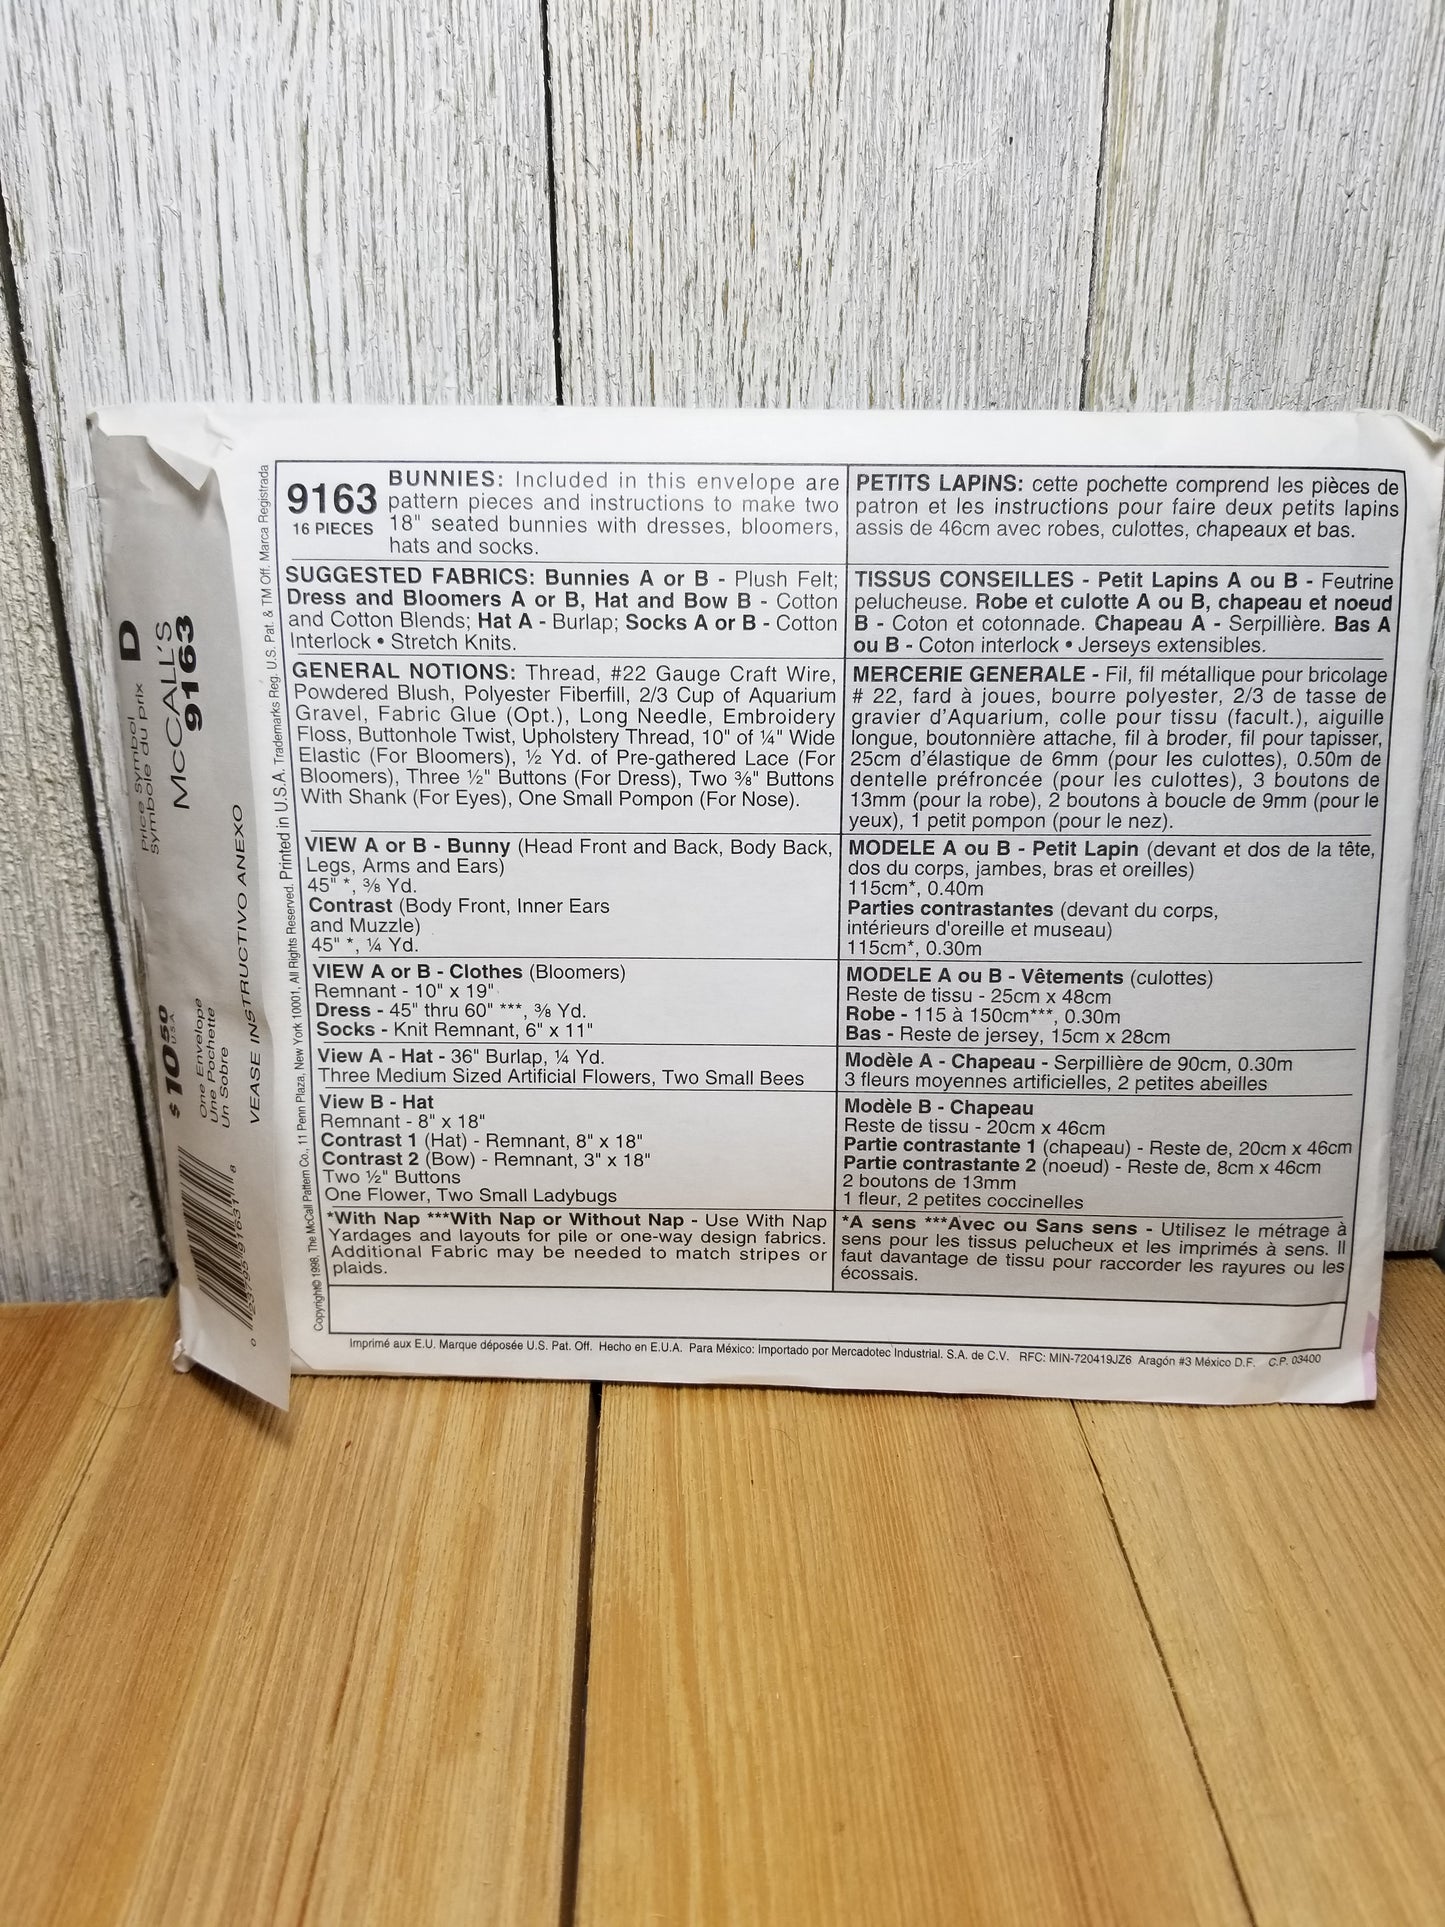 Price Symbol
Symbole du prix
D
McCALL'S
9163
VEASE INSTRUCTIVO ANEXO
$10.50
U.S.A.
One Envelope
Une Pochette
Un Sobre
0 23795 91631 8
Copyright© 1998, The McCall Pattern Co., 11 Penn Plaza, New York 10001, All Rights Reserved. Printed in U.S.A. Trademarks Reg. U.S. Pat. & TM Off. Marca Registrada
9163
16 PIECES
BUNNIES: Included in this envelope are
pattern pieces and instructions to make two
18" seated bunnies with dresses, bloomers,
hats and socks.
SUGGESTED FABRICS: Bunnies A or B - Plush Felt;
Dress and Bloomers A or B, Hat and Bow B - Cotton
and Cotton Blends; Hat A - Burlap; Socks A or B - Cotton
Interlock • Stretch Knits.
GENERAL NOTIONS: Thread, #22 Gauge Craft Wire,
Powdered Blush, Polyester Fiberfill, 2/3 Cup of Aquarium
Gravel, Fabric Glue (Opt.), Long Needle, Embroidery
Floss, Buttonhole Twist, Upholstery Thread, 10" of ¼" Wide
Elastic (For Bloomers), ½ Yd. of Pre-gathered Lace (For
Bloomers), Three ½" Buttons (For Dress), Two ⅜" Buttons
With Shank (For Eyes), One Small Pompon (For Nose).
VIEW A or B - Bunny (Head Front and Back, Body Back,
Legs, Arms and Ears)
45" *, ⅜ Yd.
Contrast (Body Front, Inner Ears
and Muzzle)
45" *, ¼ Yd.
VIEW A or B - Clothes (Bloomers)
Remnant - 10" x 19"
Dress - 45" thru 60" ***, ⅜ Yd.
Socks - Knit Remnant, 6" x 11"
View A - Hat - 36" Burlap, ¼ Yd.
Three Medium Sized Artificial Flowers, Two Small Bees
View B - Hat
Remnant - 8" x 18"
Contrast 1 (Hat) - Remnant, 8" x 18"
Contrast 2 (Bow) - Remnant, 3" x 18"
Two ½" Buttons
One Flower, Two Small Ladybugs
*With Nap ***With Nap or Without Nap - Use With Nap
Yardages and layouts for pile or one-way design fabrics.
Additional Fabric may be needed to match stripes or
plaids.
PETITS LAPINS: cette pochette comprend les pièces de
patron et les instructions pour faire deux petits lapins
assis de 46cm avec robes, culottes, chapeaux et bas.
TISSUS CONSEILLES - Petit Lapins A ou B - Feutrine
pelucheuse. Robe et culotte A ou B, chapeau et noeud
B - Coton et cotonnade. Chapeau A - Serpillière. Bas A
ou B - Coton interlock • Jerseys extensibles.
MERCERIE GENERALE - Fil, fil métallique pour bricolage
# 22, fard à joues, bourre polyester, 2/3 de tasse de
gravier d'Aquarium, colle pour tissu (facult.), aiguille
longue, boutonnière attache, fil à broder, fil pour tapisser,
25cm d'élastique de 6mm (pour les culottes), 0.50m de
dentelle préfroncée (pour les culottes), 3 boutons de
13mm (pour la robe), 2 boutons à boucle de 9mm (pour le
yeux), 1 petit pompon (pour le nez).
MODELE A ou B - Petit Lapin (devant et dos de la tête,
dos du corps, jambes, bras et oreilles)
115cm*, 0.40m
Parties contrastantes (devant du corps,
intérieurs d'oreille et museau)
115cm*, 0.30m
MODELE A ou B - Vêtements (culottes)
Reste de tissu - 25cm x 48cm
Robe - 115 à 150cm***, 0.30m
Bas - Reste de jersey, 15cm x 28cm
Modèle A - Chapeau - Serpillière de 90cm, 0.30m
3 fleurs moyennes artificielles, 2 petites abeilles
Modèle B - Chapeau
Reste de tissu - 20cm x 46cm
Partie contrastante 1 (chapeau) - Reste de, 20cm x 46cm
Partie contrastante 2 (noeud) - Reste de, 8cm x 46cm
2 boutons de 13mm
1 fleur, 2 petites coccinelles
*A sens ***Avec ou Sans sens - Utilisez le métrage à
sens pour les tissus pelucheux et les imprimés à sens. Il
faut davantage de tissu pour raccorder les rayures ou les
écossais.
Imprimé aux E.U. Marque déposée U.S. Pat. Off. Hecho en E.U.A. Para México: Importado por Mercadotec Industrial. S.A. de C.V. RFC: MIN-720419JZ6 Aragón #3 México D.F. C.P. 03400